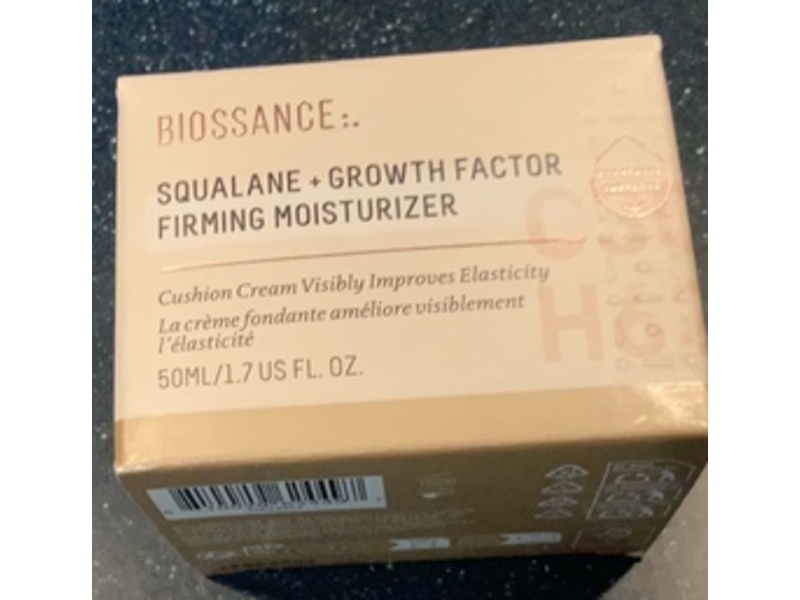 BIOSSANCE:.
SQUALANE + GROWTH FACTOR
FIRMING MOISTURIZER
Cushion Cream Visibly Improves Elasticity
La crème fondante améliore visiblement
l'élasticité
50ML/1.7 US FL. OZ.